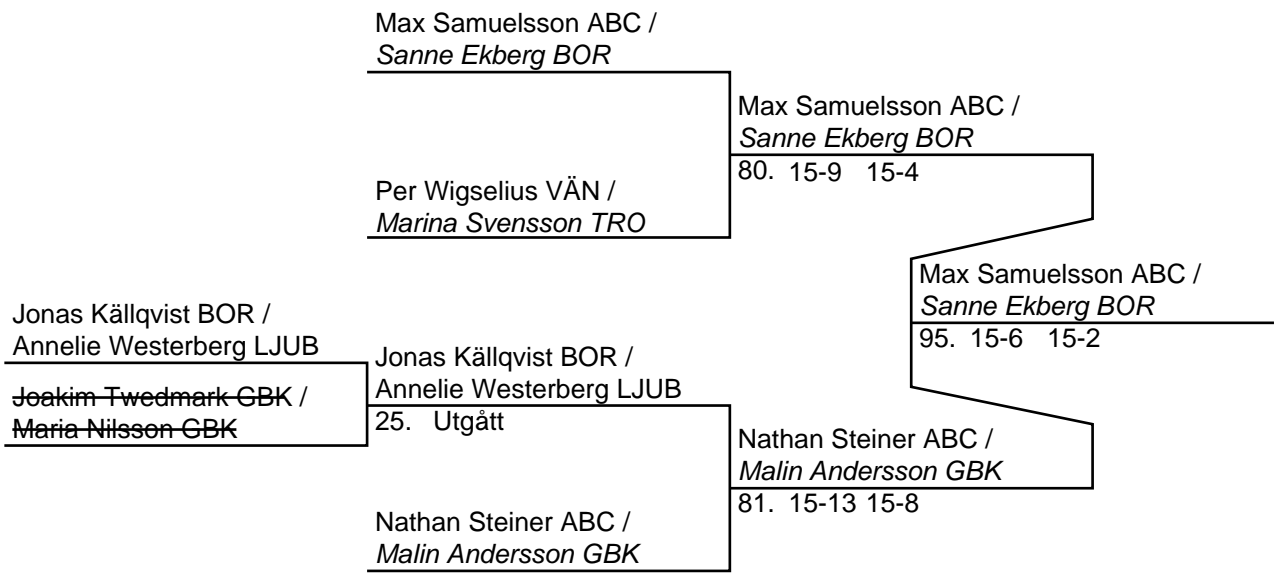 Max Samuelsson ABC /
Sanne Ekberg BOR
Max Samuelsson ABC /
Sanne Ekberg BOR
80. 15-9 15-4
Per Wigselius VÄN /
Marina Svensson TRO
Max Samuelsson ABC /
Sanne Ekberg BOR
95. 15-6 15-2
Jonas Källqvist BOR /
Annelie Westerberg LJUB
Joakim Twedmark GBK /
Maria Nilsson GBK
Jonas Källqvist BOR /
Annelie Westerberg LJUB
25. Utgått
Nathan Steiner ABC /
Malin Andersson GBK
81. 15-13 15-8
Nathan Steiner ABC /
Malin Andersson GBK